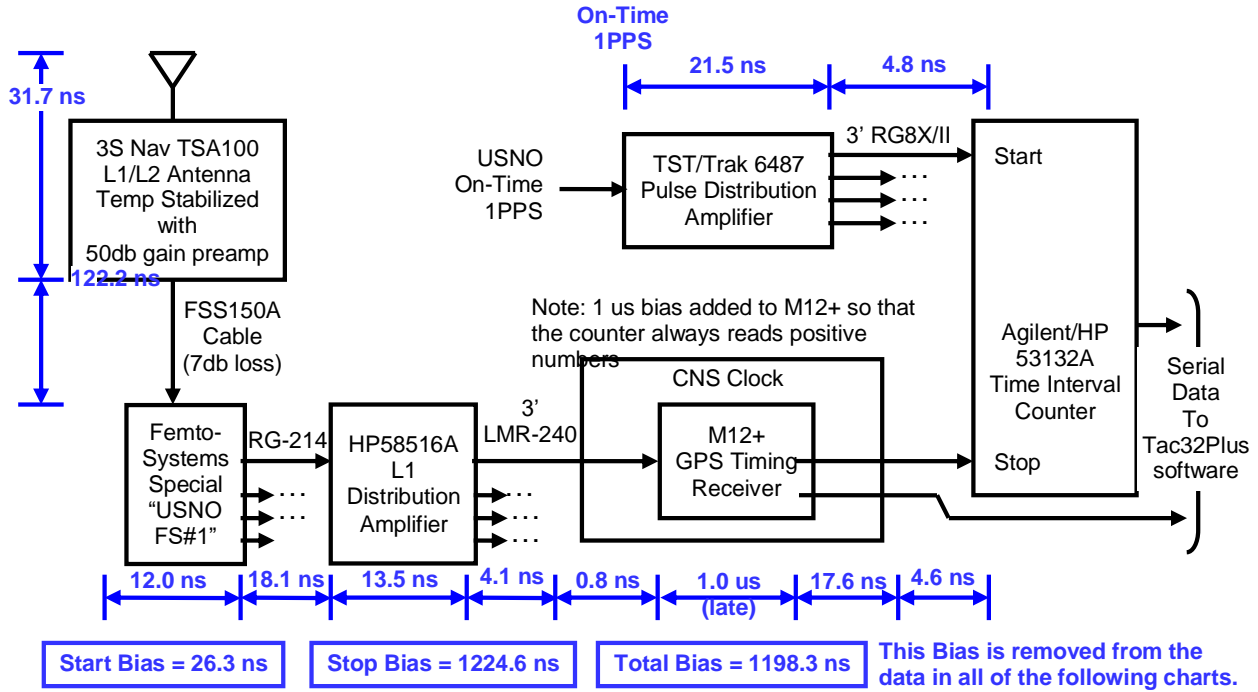 On-Time
1PPS
21.5 ns
4.8 ns
31.7 ns
3S Nav TSA100
L1/L2 Antenna
Temp Stabilized
with
50db gain preamp
122.2 ns
USNO
On-Time
1PPS
TST/Trak 6487
Pulse Distribution
Amplifier
3’ RG8X/II
...
...
...
Start
FSS150A
Cable
(7db loss)
Note: 1 us bias added to M12+ so that
the counter always reads positive
numbers
Agilent/HP
53132A
Time Interval
Counter
Stop
Serial
Data
To
Tac32Plus
software
CNS Clock
M12+
GPS Timing
Receiver
Femto-
Systems
Special
“USNO
FS#1”
RG-214
...
...
HP58516A
L1
Distribution
Amplifier
3’
LMR-240
...
...
...
12.0 ns
18.1 ns
13.5 ns
4.1 ns
0.8 ns
1.0 us
(late)
17.6 ns
4.6 ns
Start Bias = 26.3 ns
Stop Bias = 1224.6 ns
Total Bias = 1198.3 ns
This Bias is removed from the
data in all of the following charts.